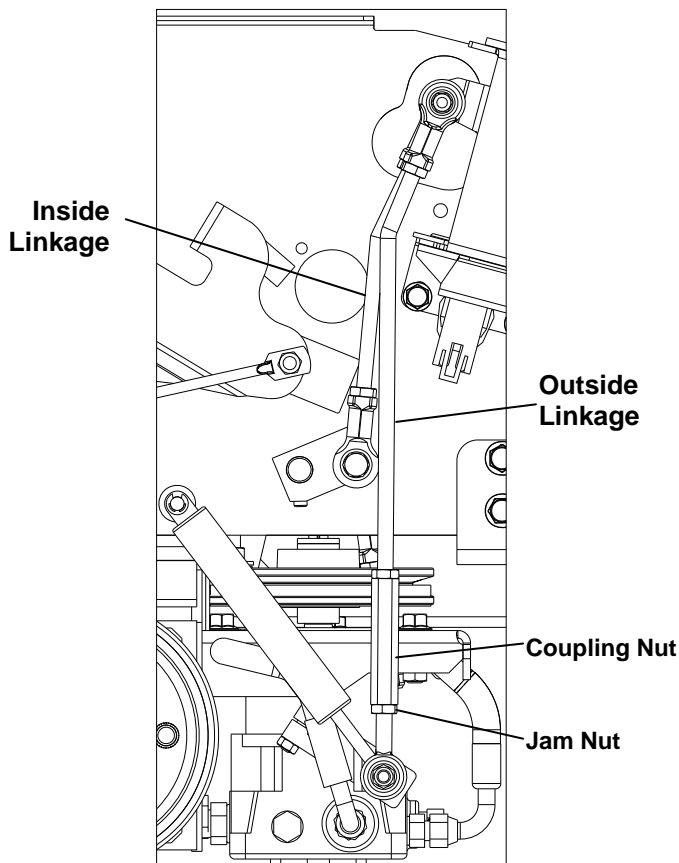 Inside
Linkage
Outside
Linkage
Coupling Nut
Jam Nut